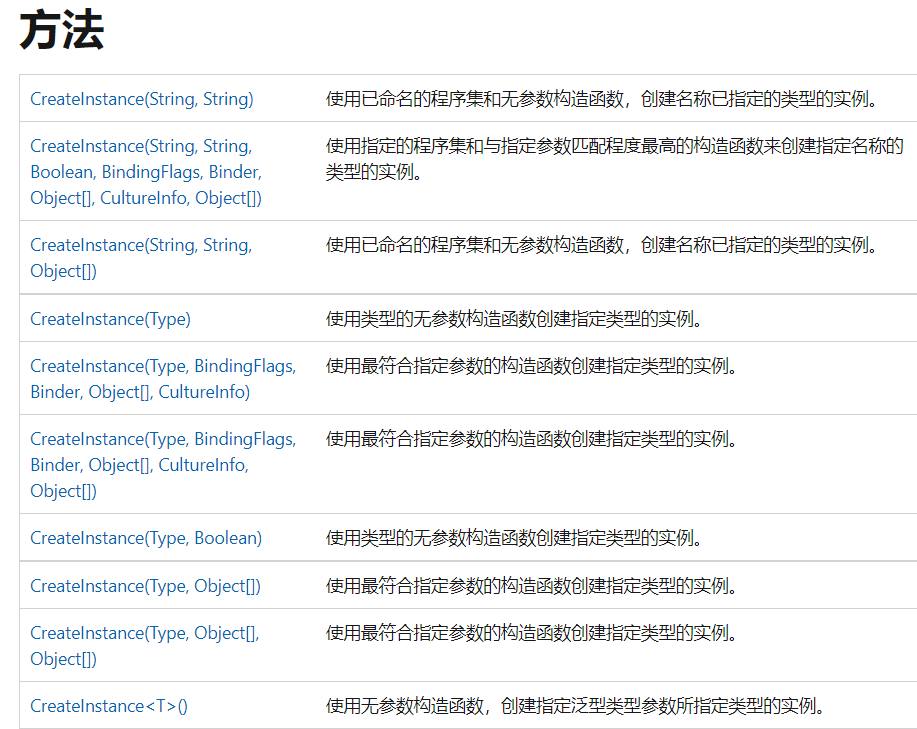 方法
CreateInstance(String, String)
使用已命名的程序集和无参数构造函数，创建名称已指定的类型的实例。
CreateInstance(String, String,
Boolean, BindingFlags, Binder,
Object[], CultureInfo, Object[])
使用指定的程序集和与指定参数匹配程度最高的构造函数来创建指定名称的
类型的实例。
CreateInstance(String, String,
Object[])
使用已命名的程序集和无参数构造函数，创建名称已指定的类型的实例。
CreateInstance(Type)
使用类型的无参数构造函数创建指定类型的实例。
CreateInstance(Type, BindingFlags,
Binder, Object[], CultureInfo)
使用最符合指定参数的构造函数创建指定类型的实例。
CreateInstance(Type, BindingFlags,
Binder, Object[], CultureInfo,
Object[])
使用最符合指定参数的构造函数创建指定类型的实例。
CreateInstance(Type, Boolean)
使用类型的无参数构造函数创建指定类型的实例。
CreateInstance(Type, Object[])
使用最符合指定参数的构造函数创建指定类型的实例。
CreateInstance(Type, Object[],
Object[])
使用最符合指定参数的构造函数创建指定类型的实例。
CreateInstance<T>()
使用无参数构造函数，创建指定泛型类型参数所指定类型的实例。